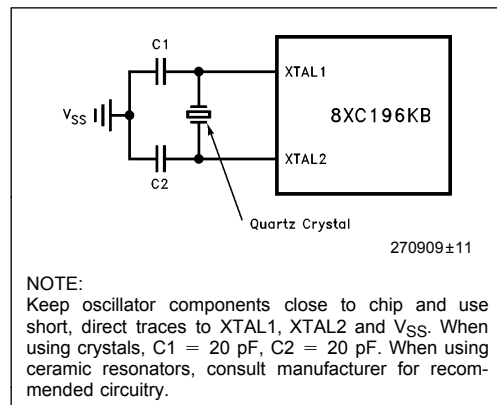 C1
XTAL1
8XC196KB
VSS
XTAL2
C2
Quartz Crystal
270909±11
NOTE:
Keep oscillator components close to chip and use
short, direct traces to XTAL1, XTAL2 and VSS. When
using crystals, C1 = 20 pF, C2 = 20 pF. When using
ceramic resonators, consult manufacturer for recom-
mended circuitry.